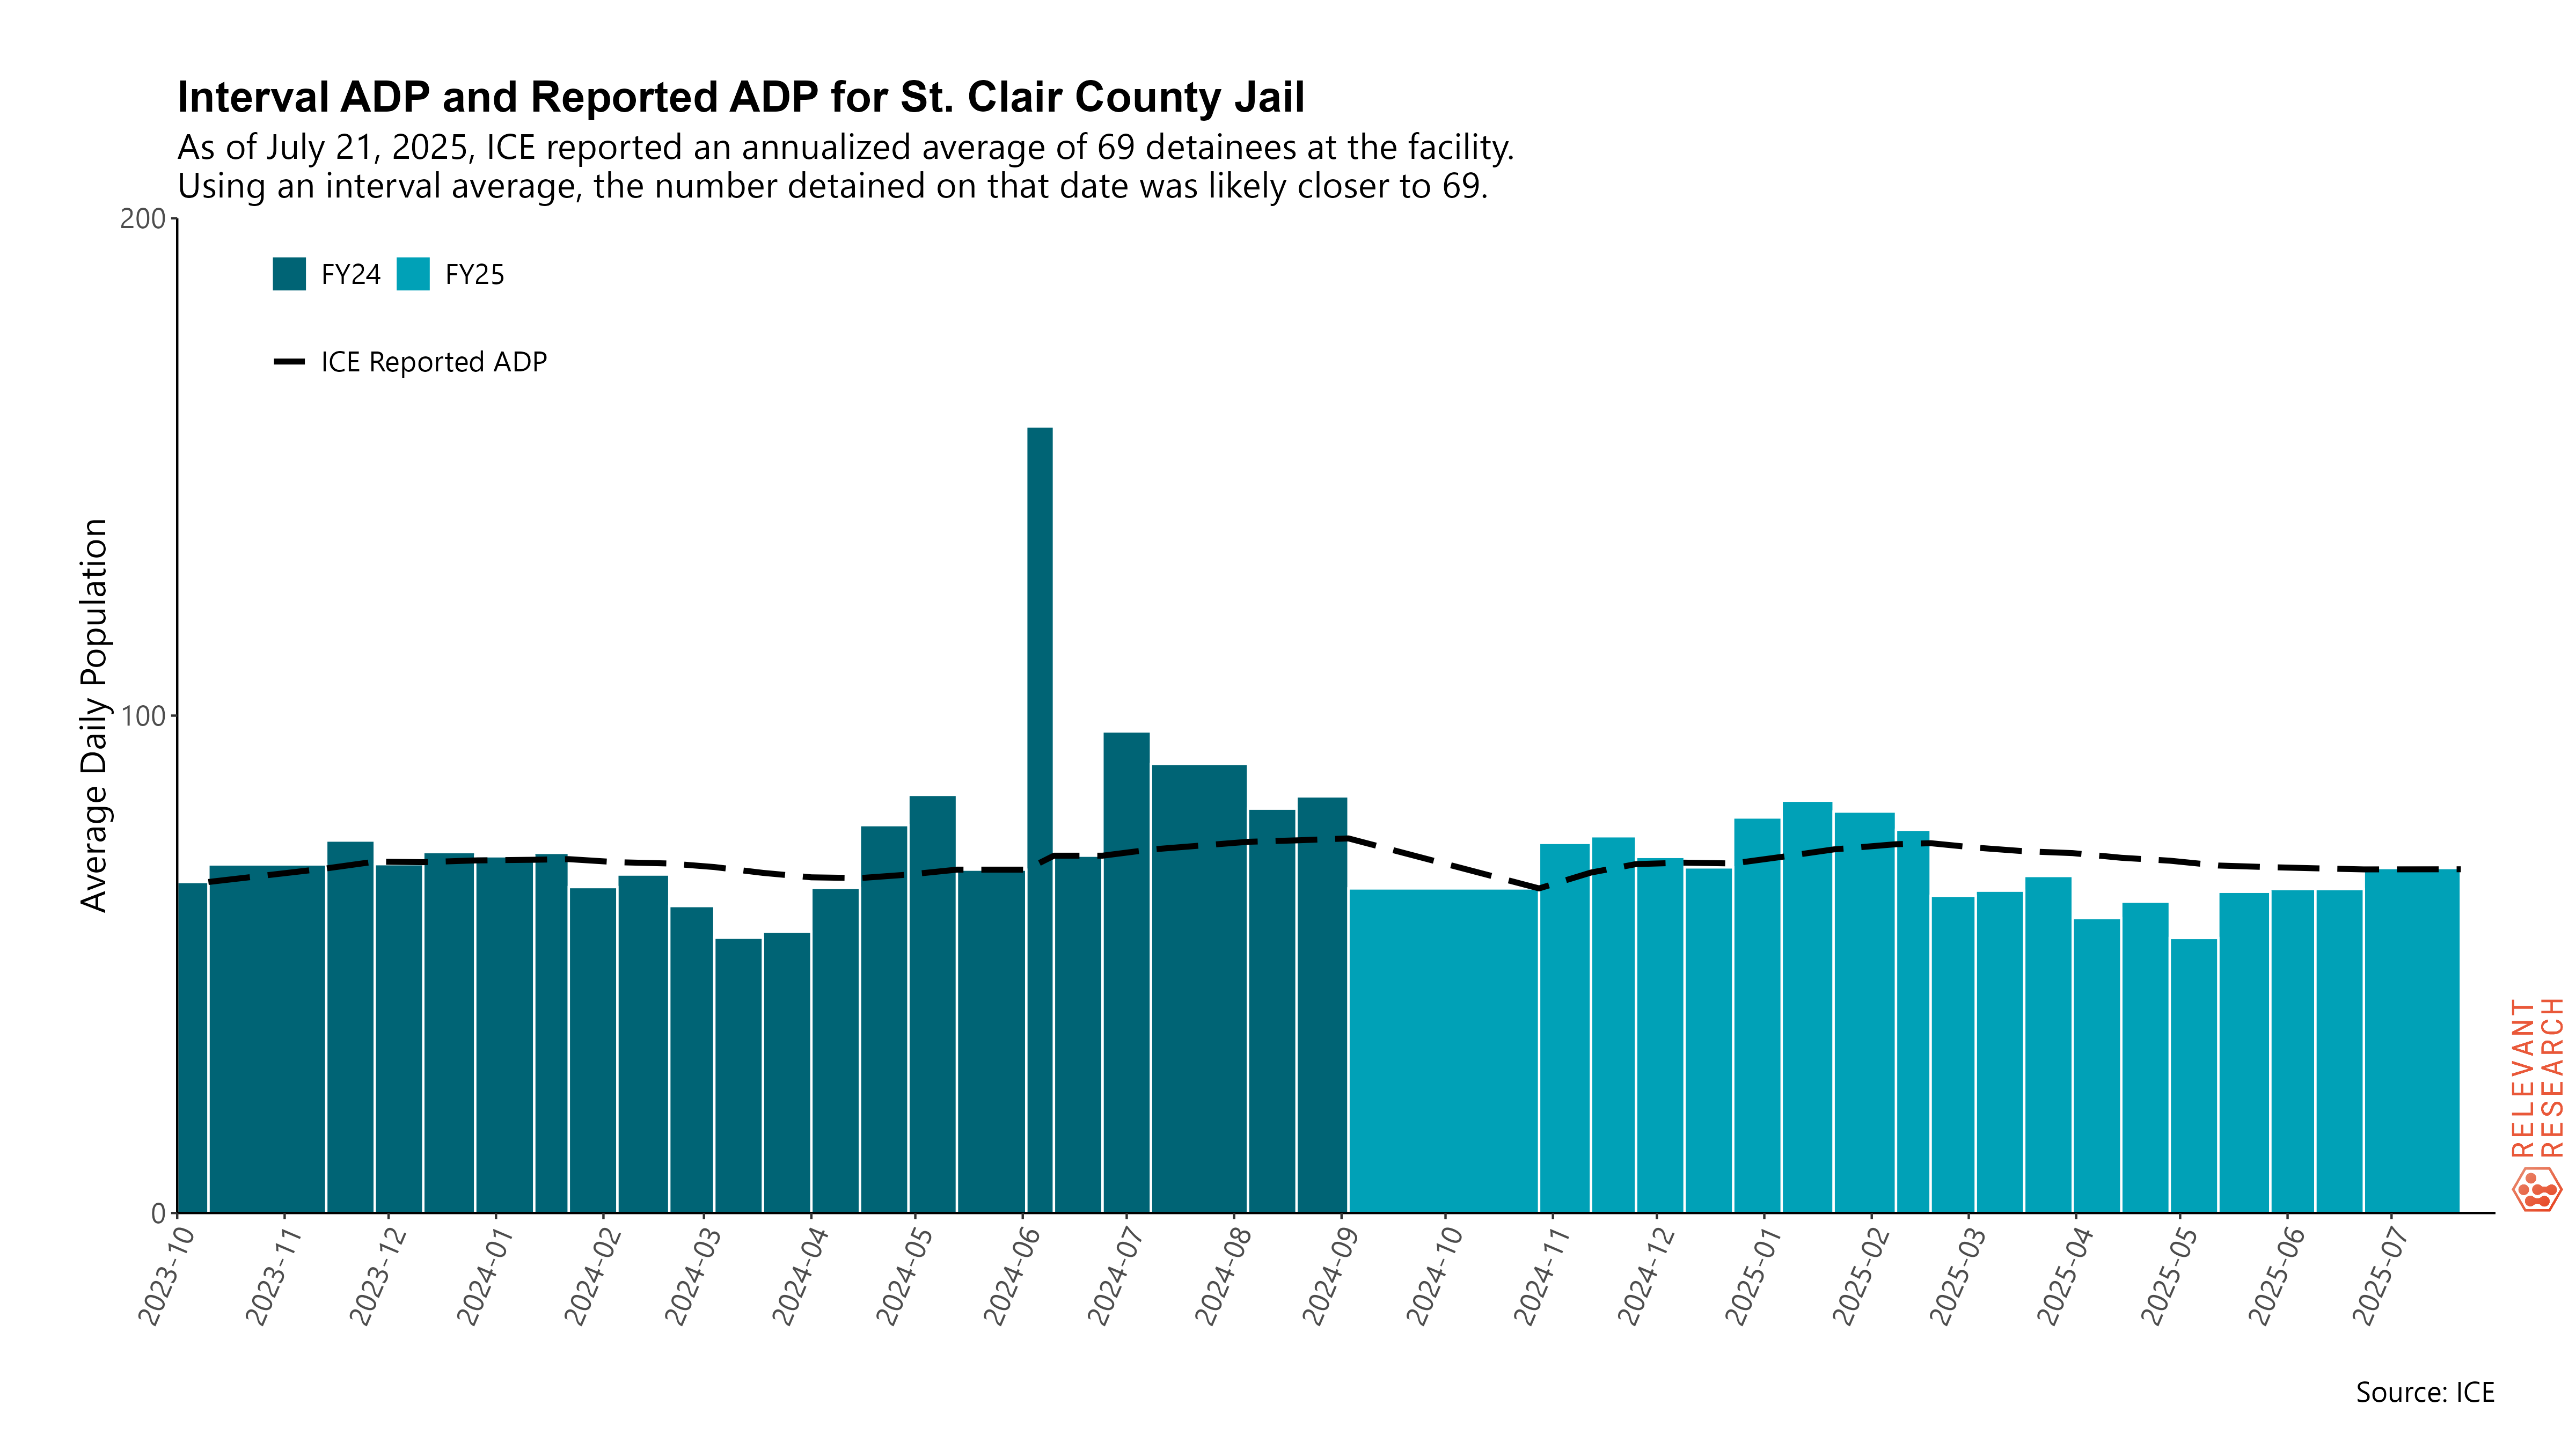 Interval ADP and Reported ADP for St. Clair County Jail
As of July 21, 2025, ICE reported an annualized average of 69 detainees at the facility.
Using an interval average, the number detained on that date was likely closer to 69.
200
FY24 FY25
ICE Reported ADP
Average Daily Population
100
0
2023-10 2023-11 2023-12 2024-01 2024-02 2024-03 2024-04 2024-05 2024-06 2024-07 2024-08 2024-09 2024-10 2024-11 2024-12 2025-01 2025-02 2025-03 2025-04 2025-05 2025-06 2025-07
RELEVANT
RESEARCH
Source: ICE